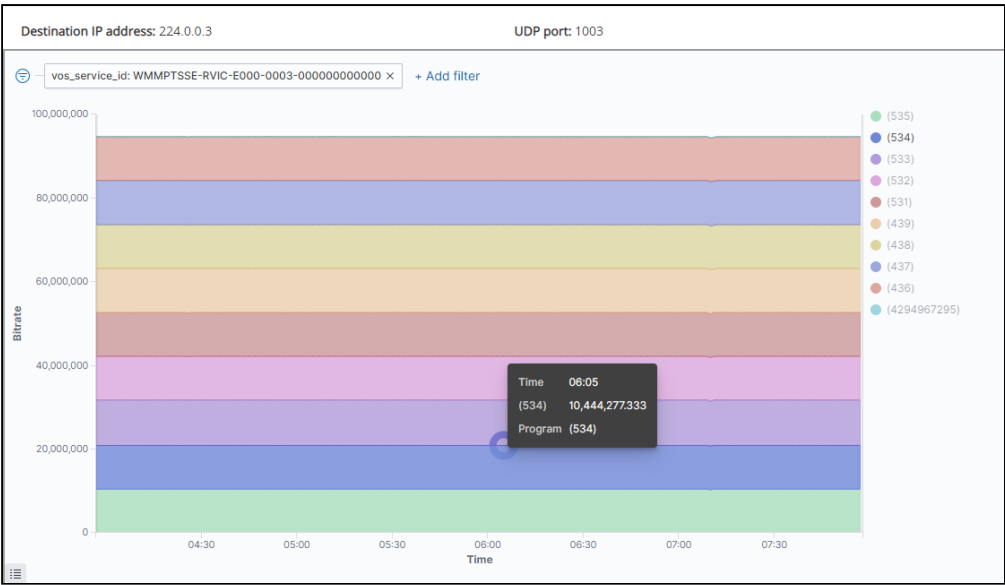 Destination IP address: 224.0.0.3 UDP port: 1003
vos_service_id: WMMPTSSE-RVIC-E000-0003-000000000000 × + Add filter
100,000,000
80,000,000
60,000,000
40,000,000
20,000,000
0
Bitrate
(535)
(534)
(533)
(532)
(531)
(439)
(438)
(437)
(436)
(4294967295)
Time 06:05
(534) 10,444,277.333
Program (534)
04:30 05:00 05:30 06:00 06:30 07:00 07:30
Time